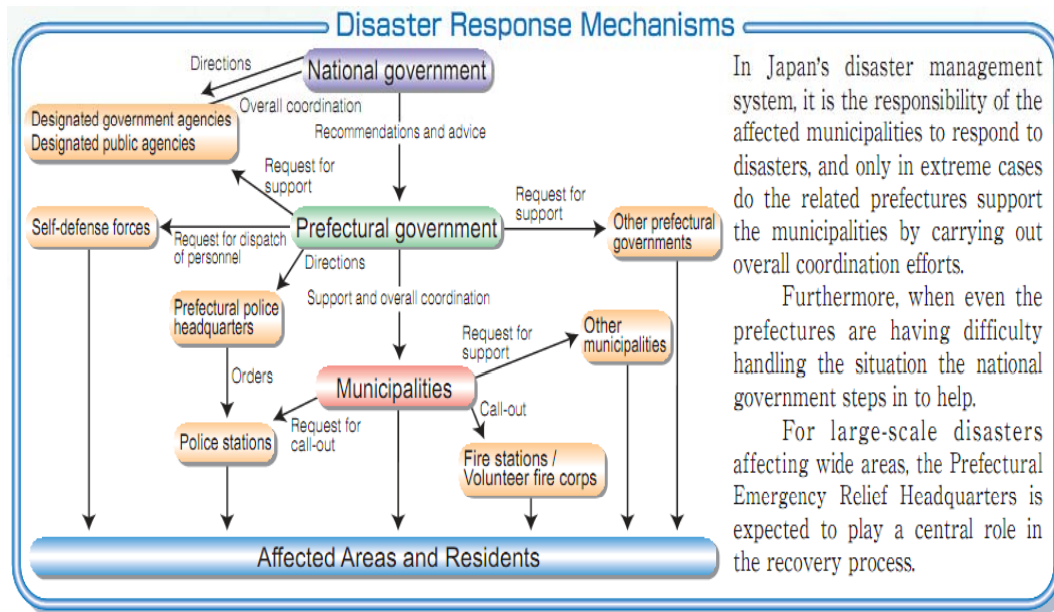 Disaster Response Mechanisms
Directions
National government
Overall coordination
Designated government agencies
Designated public agencies
Recommendations and advice
Request for
support
Request for
support
Self-defense forces
Prefectural government
Other prefectural
governments
Request for dispatch
of personnel
Directions
Prefectural police
headquarters
Support and overall coordination
Request for
support
Other
municipalities
Orders
Municipalities
Call-out
Request for
call-out
Police stations
Fire stations /
Volunteer fire corps
Affected Areas and Residents
In Japan's disaster management
system, it is the responsibility of the
affected municipalities to respond to
disasters, and only in extreme cases
do the related prefectures support
the municipalities by carrying out
overall coordination efforts.
Furthermore, when even the
prefectures are having difficulty
handling the situation the national
government steps in to help.
For large-scale disasters
affecting wide areas, the Prefectural
Emergency Relief Headquarters is
expected to play a central role in
the recovery process.